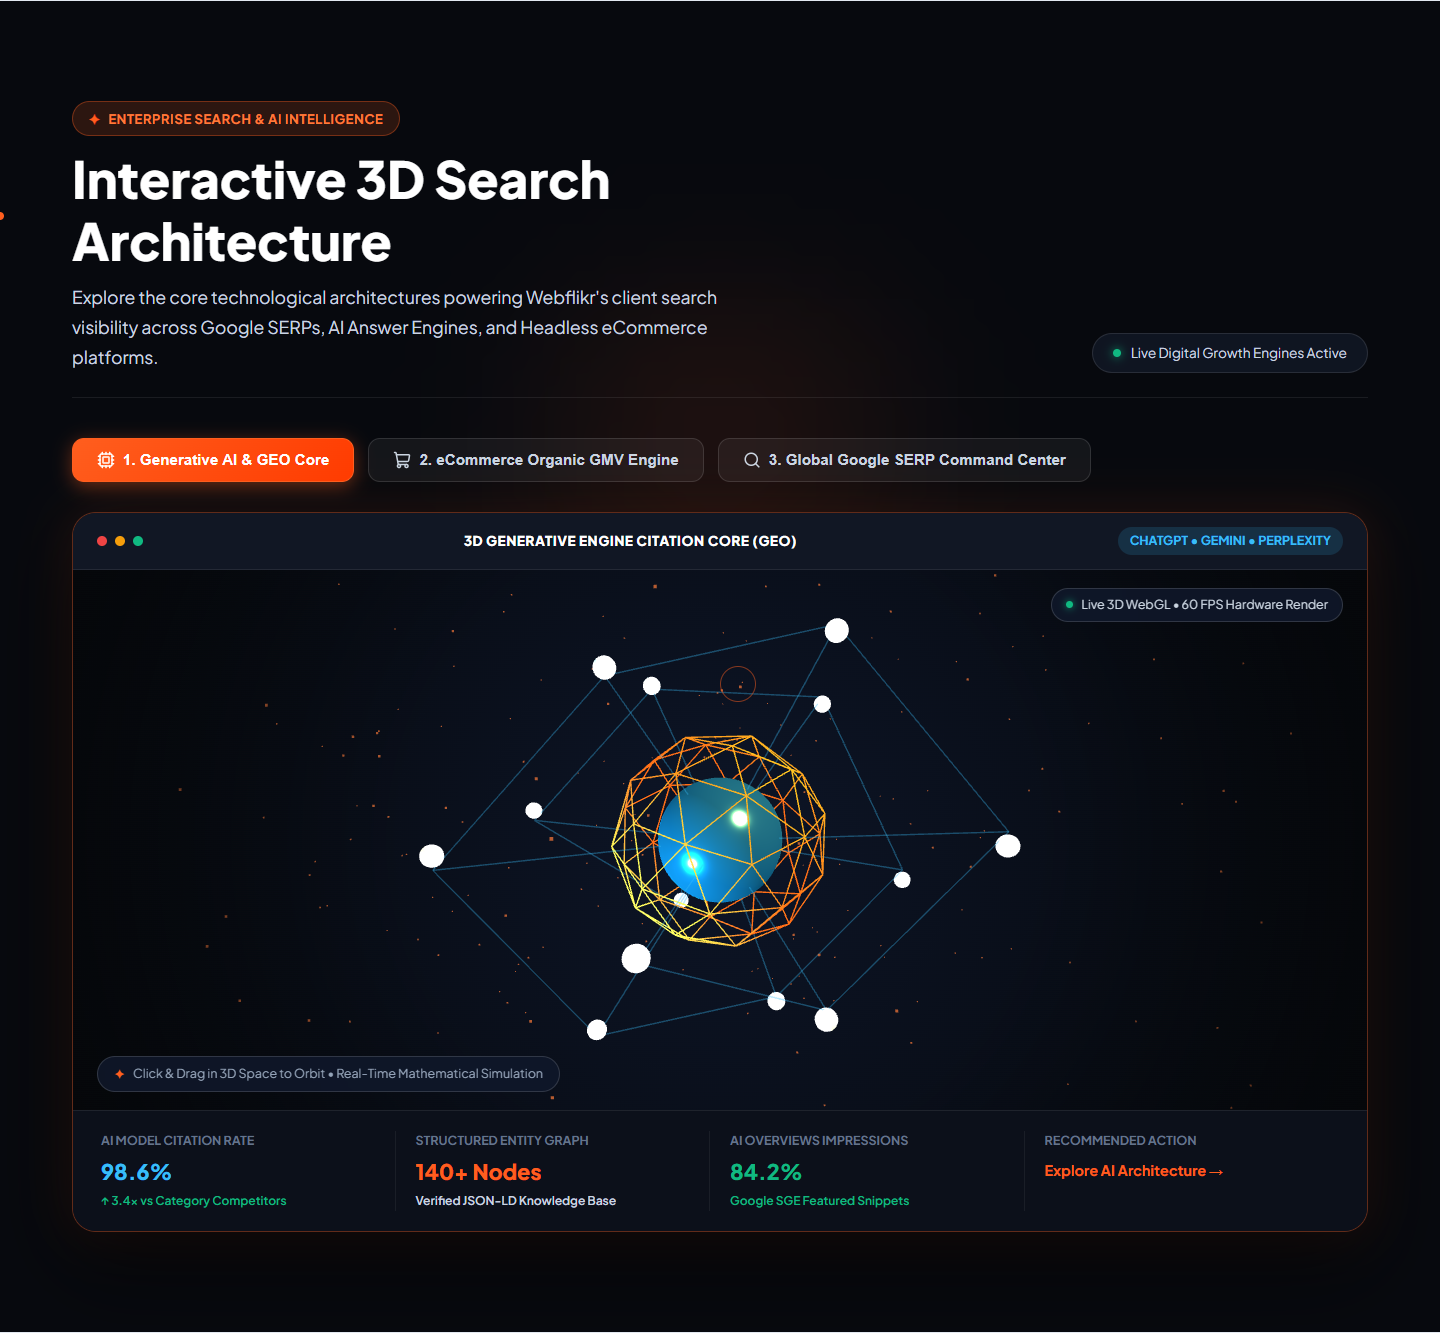 ENTERPRISE SEARCH & AI INTELLIGENCE
Interactive 3D Search
Architecture
Explore the core technological architectures powering Webflikr's client search
visibility across Google SERPs, AI Answer Engines, and Headless eCommerce
platforms.
Live Digital Growth Engines Active
1. Generative AI & GEO Core
2. eCommerce Organic GMV Engine
3. Global Google SERP Command Center
3D GENERATIVE ENGINE CITATION CORE (GEO)
CHATGPT • GEMINI • PERPLEXITY
Live 3D WebGL • 60 FPS Hardware Render
Click & Drag in 3D Space to Orbit • Real-Time Mathematical Simulation
AI MODEL CITATION RATE
98.6%
↑ 3.4× vs Category Competitors
STRUCTURED ENTITY GRAPH
140+ Nodes
Verified JSON-LD Knowledge Base
AI OVERVIEWS IMPRESSIONS
84.2%
Google SGE Featured Snippets
RECOMMENDED ACTION
Explore AI Architecture →